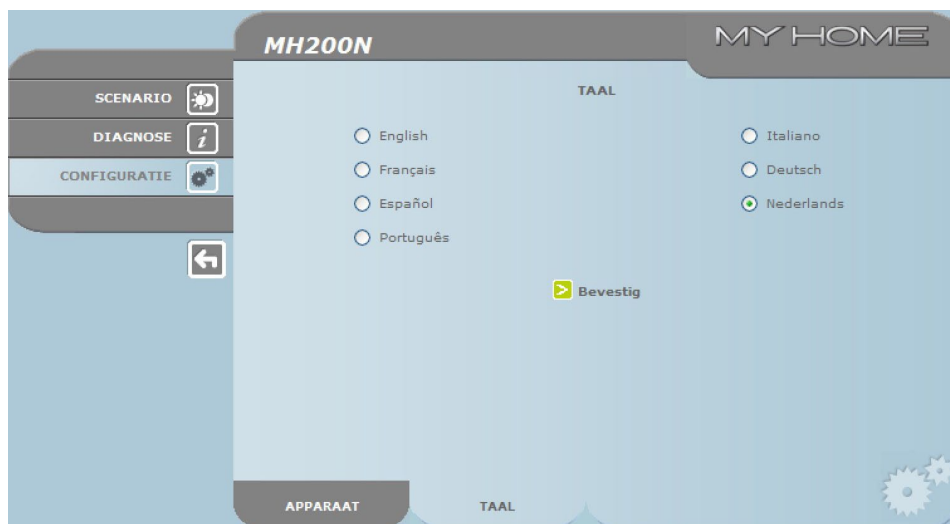 MH200N
MY HOME
SCENARIO
DIAGNOSE
CONFIGURATIE
TAAL
English
Italiano
Français
Deutsch
Español
Nederlands
Português
Bevestig
APPARAAT
TAAL